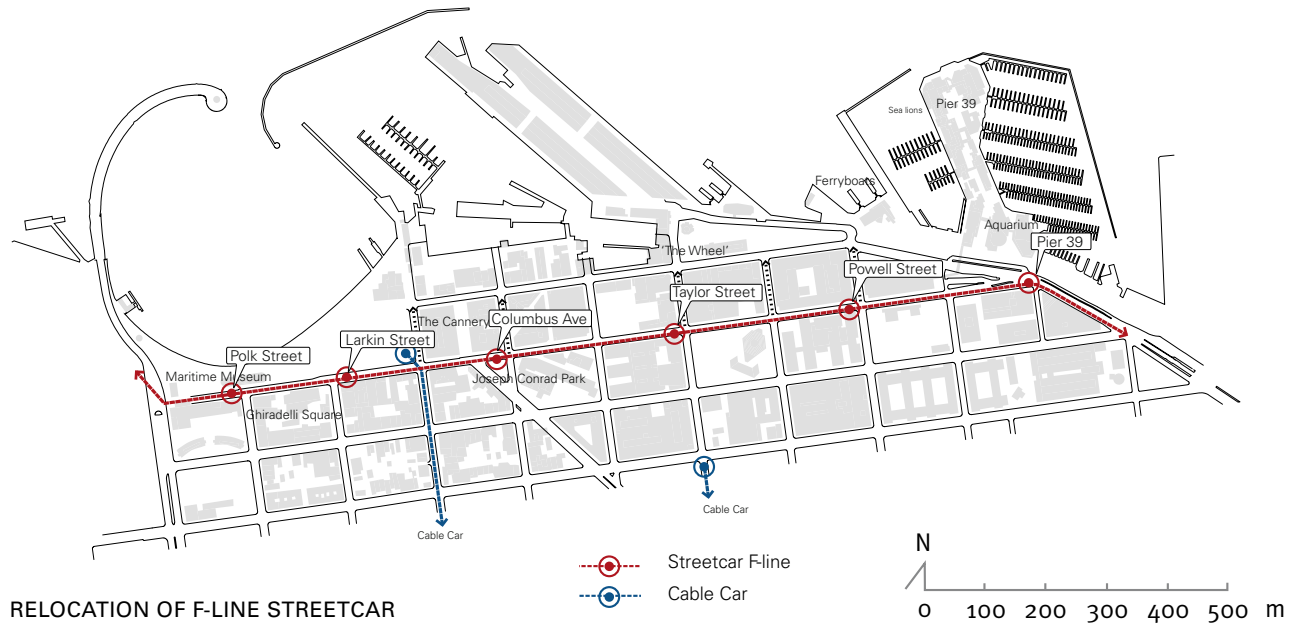 Sea lions
Pier 39
Ferryboats
Aquarium
Pier 39
'The Wheel'
Powell Street
Taylor Street
Columbus Ave
The Cannery
Larkin Street
Polk Street
Maritime Museum
Joseph Conrad Park
Ghiradelli Square
Cable Car
Cable Car
Streetcar F-line
Cable Car
N
0 100 200 300 400 500 m
RELOCATION OF F-LINE STREETCAR